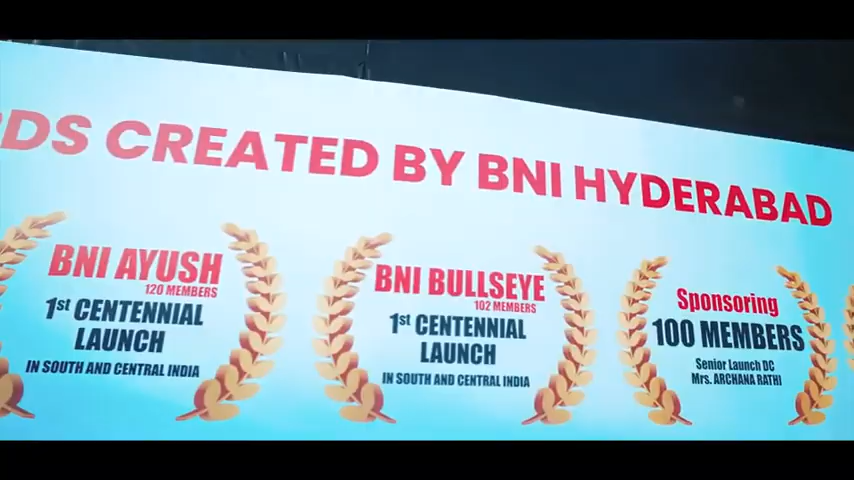 RDS CREATED BY BNI HYDERABAD
BNI AYUSH
120 MEMBERS
1st CENTENNIAL
LAUNCH
IN SOUTH AND CENTRAL INDIA
BNI BULLSEYE
102 MEMBERS
1st CENTENNIAL
LAUNCH
IN SOUTH AND CENTRAL INDIA
Sponsoring
100 MEMBERS
Senior Launch DC
Mrs. ARCHANA RATHI